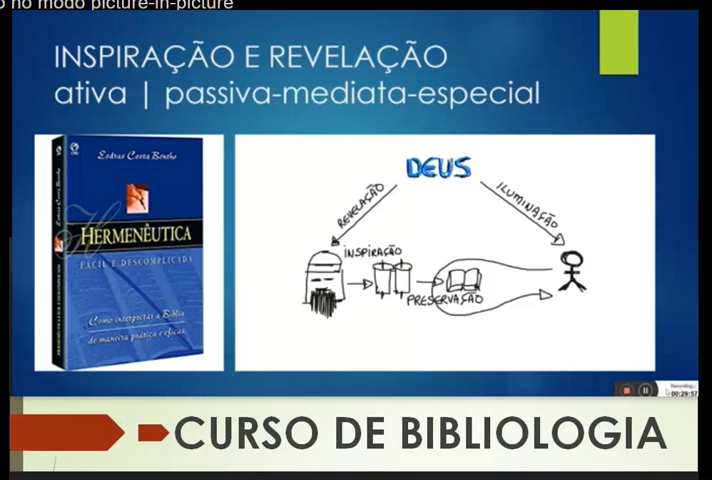 o no modo picture-in-picture
INSPIRAÇÃO E REVELAÇÃO
ativa | passiva-mediata-especial
Esdras Costa Bentho
HERMENÊUTICA
FÁCIL E DESCOMPLICADA
Como interpretar a Bíblia
de maneira prática e eficaz
DEUS
REVELAÇÃO
ILUMINAÇÃO
INSPIRAÇÃO
PRESERVAÇÃO
Recording...
00:29:57
CURSO DE BIBLIOLOGIA